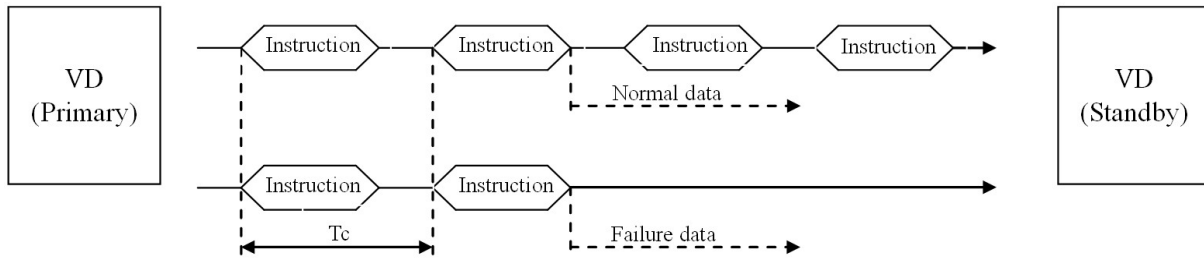 VD
(Primary)
Instruction
Instruction
Instruction
Instruction
Normal data
Instruction
Instruction
Tc
Failure data
VD
(Standby)